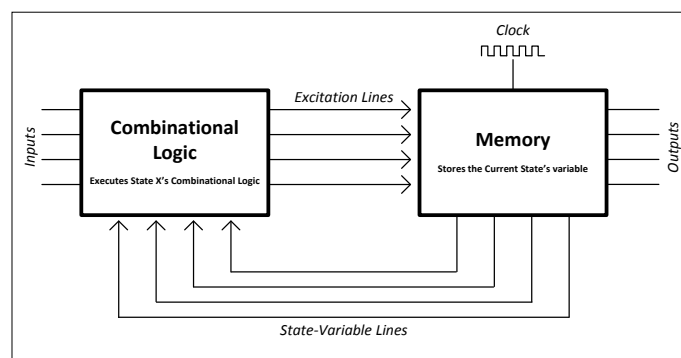 Clock
Excitation Lines
Inputs
Combinational
Logic
Executes State X's Combinational Logic
Memory
Stores the Current State's variable
Outputs
State-Variable Lines